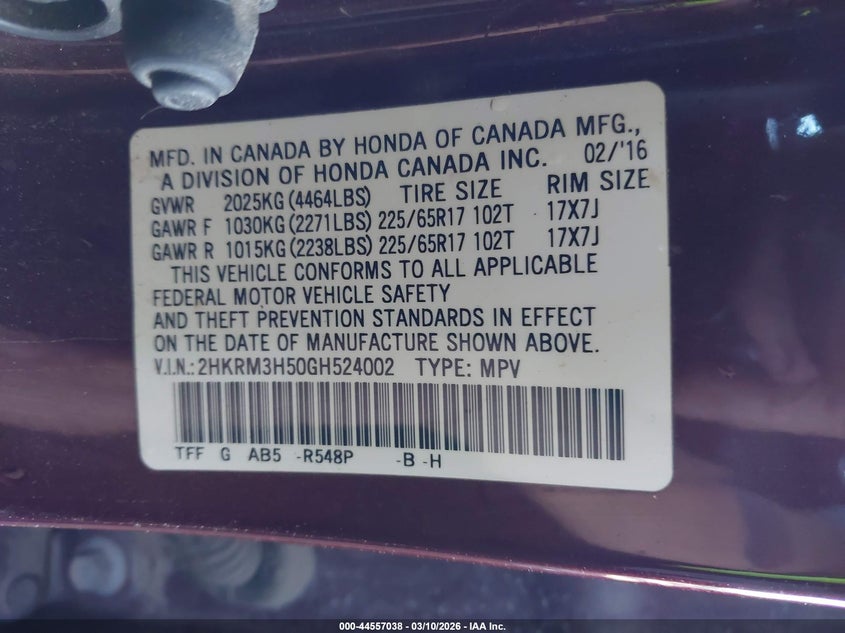 MFD. IN CANADA BY HONDA OF CANADA MFG.,
A DIVISION OF HONDA CANADA INC. 02/'16
GVWR 2025KG (4464LBS) TIRE SIZE RIM SIZE
GAWR F 1030KG (2271LBS) 225/65R17 102T 17X7J
GAWR R 1015KG (2238LBS) 225/65R17 102T 17X7J
THIS VEHICLE CONFORMS TO ALL APPLICABLE
FEDERAL MOTOR VEHICLE SAFETY
AND THEFT PREVENTION STANDARDS IN EFFECT
ON THE DATE OF MANUFACTURE SHOWN ABOVE.
V.I.N.: 2HKRM3H50GH524002 TYPE: MPV
TFF G AB5 -R548P -B -H
000-44557038 - 03/10/2026 - IAA Inc.